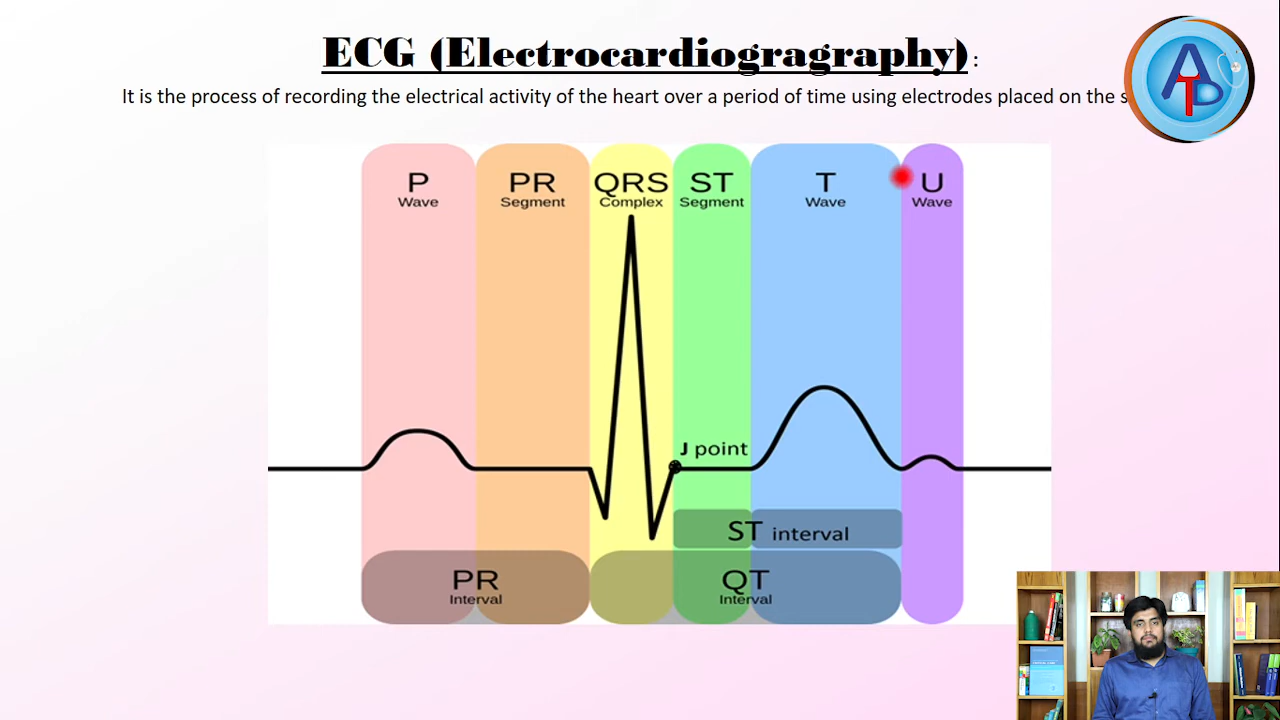 ECG (Electrocardiogragraphy) :
It is the process of recording the electrical activity of the heart over a period of time using electrodes placed on the
ATD
P PR QRS ST T U
Wave Segment Complex Segment Wave Wave
J point
ST interval
PR QT
Interval Interval